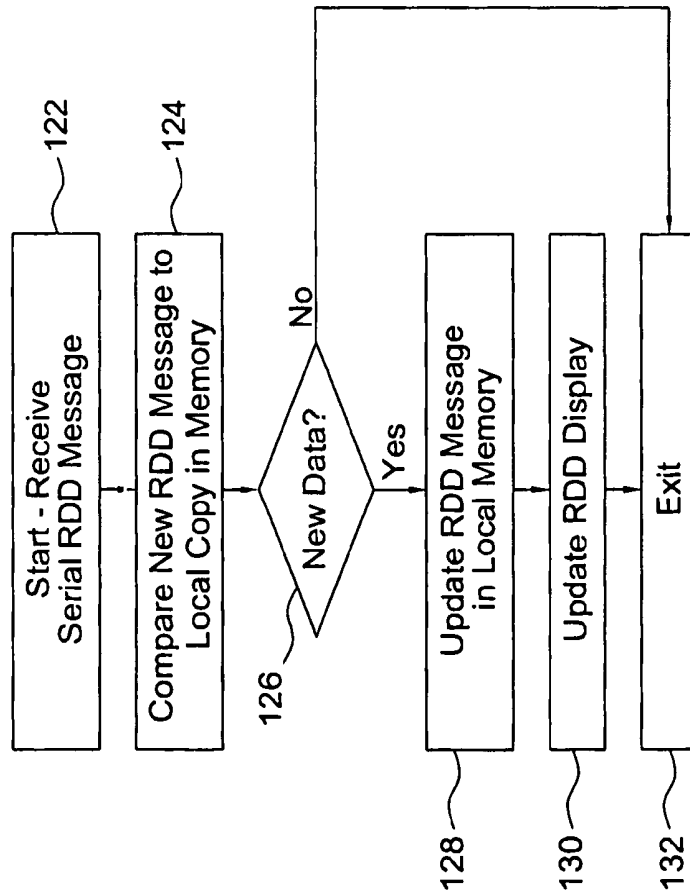 Start - Receive
Serial RDD Message
122
Compare New RDD Message to
Local Copy in Memory
124
New Data?
126
No
Yes
Update RDD Message
in Local Memory
128
Update RDD Display
130
Exit
132